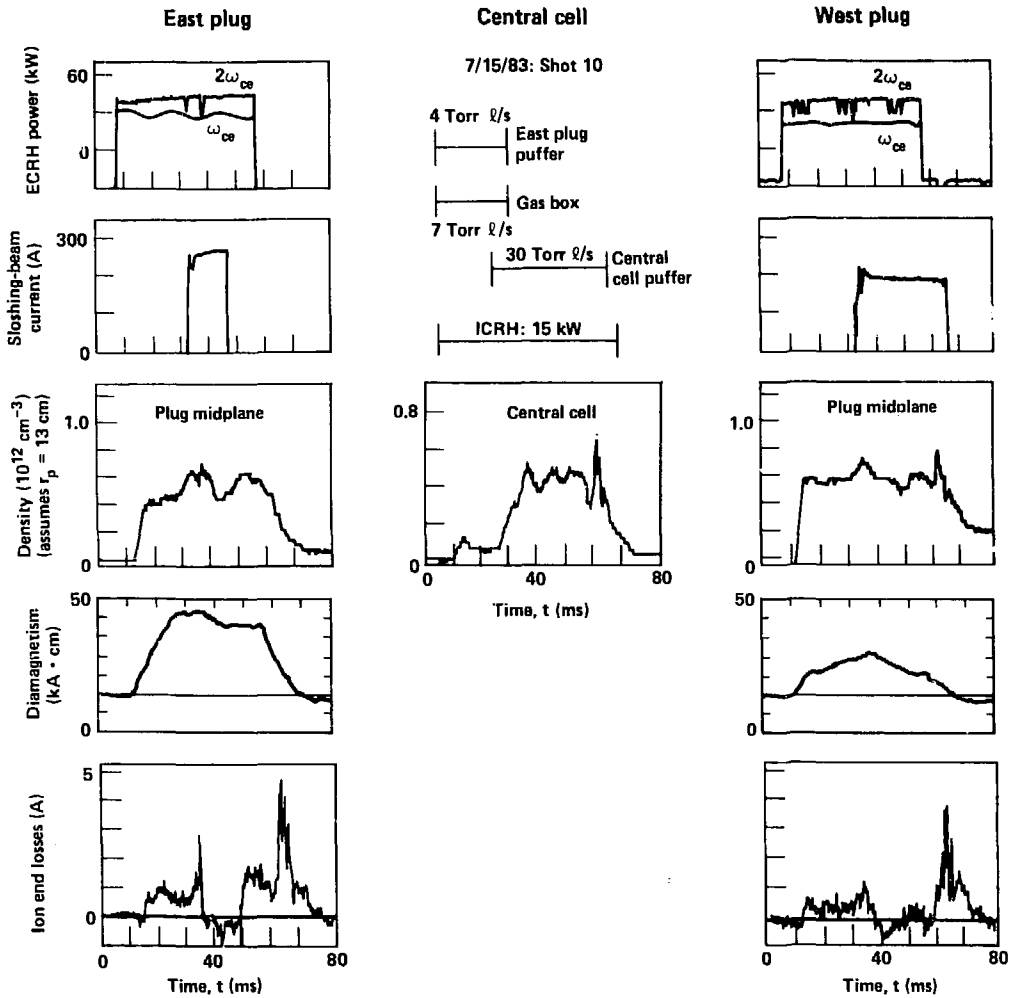 East plug
Central cell
West plug
ECRH power (kW)
60
0
2ω_ce
ω_ce
7/15/83: Shot 10
4 Torr ℓ/s
East plug
puffer
Gas box
7 Torr ℓ/s
30 Torr ℓ/s
Central
cell puffer
ICRH: 15 kW
2ω_ce
ω_ce
Sloshing-beam
current (A)
300
0
0
Density (10¹² cm⁻³)
(assumes r_p = 13 cm)
1.0
0
Plug midplane
0.8
0
Central cell
0
40
80
Time, t (ms)
1.0
0
Plug midplane
Diamagnetism
(kA • cm)
50
0
50
0
Ion end losses (A)
5
0
0
40
80
Time, t (ms)
0
0
40
80
Time, t (ms)